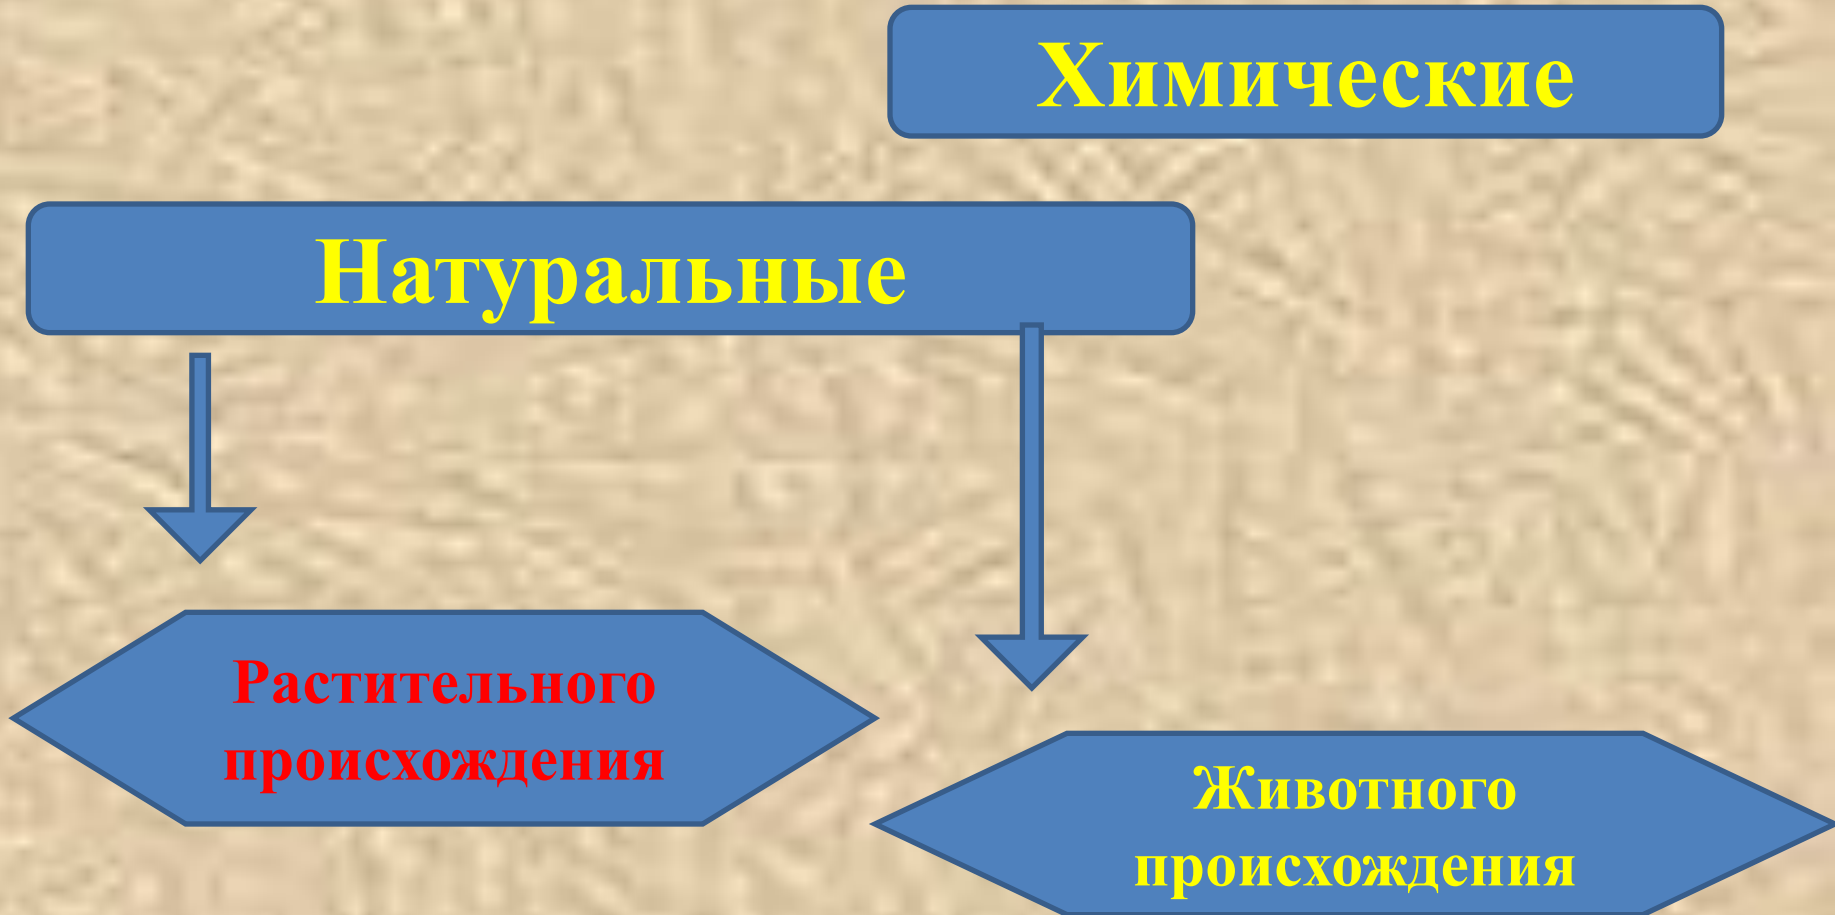 Химические
Натуральные
Растительного
происхождения
Животного
происхождения